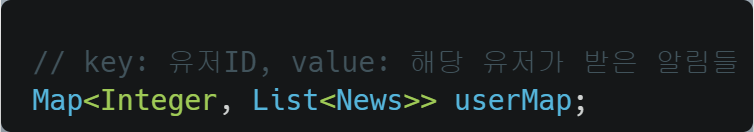 // key: 유저ID, value: 해당 유저가 받은 알림들
Map<Integer, List<News>> userMap;